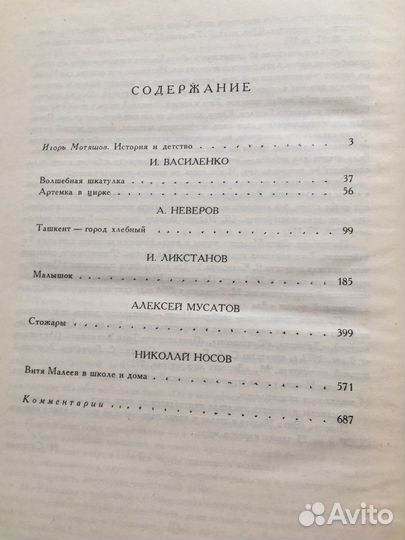 СОДЕРЖАНИЕ
Игорь Мотяшов. История и детство . . . . . . . . . . . 3
И. ВАСИЛЕНКО
Волшебная шкатулка . . . . . . . . . . . . . . . . 37
Артемка в цирке . . . . . . . . . . . . . . . . . 56
А. НЕВЕРОВ
Ташкент — город хлебный . . . . . . . . . . . . . . 99
И. ЛИКСТАНОВ
Малышок . . . . . . . . . . . . . . . . . . . . 185
АЛЕКСЕЙ МУСАТОВ
Стожары . . . . . . . . . . . . . . . . . . . . 399
НИКОЛАЙ НОСОВ
Витя Малеев в школе и дома . . . . . . . . . . . . . 571
Комментарии . . . . . . . . . . . . . . . . . . 687
Avito